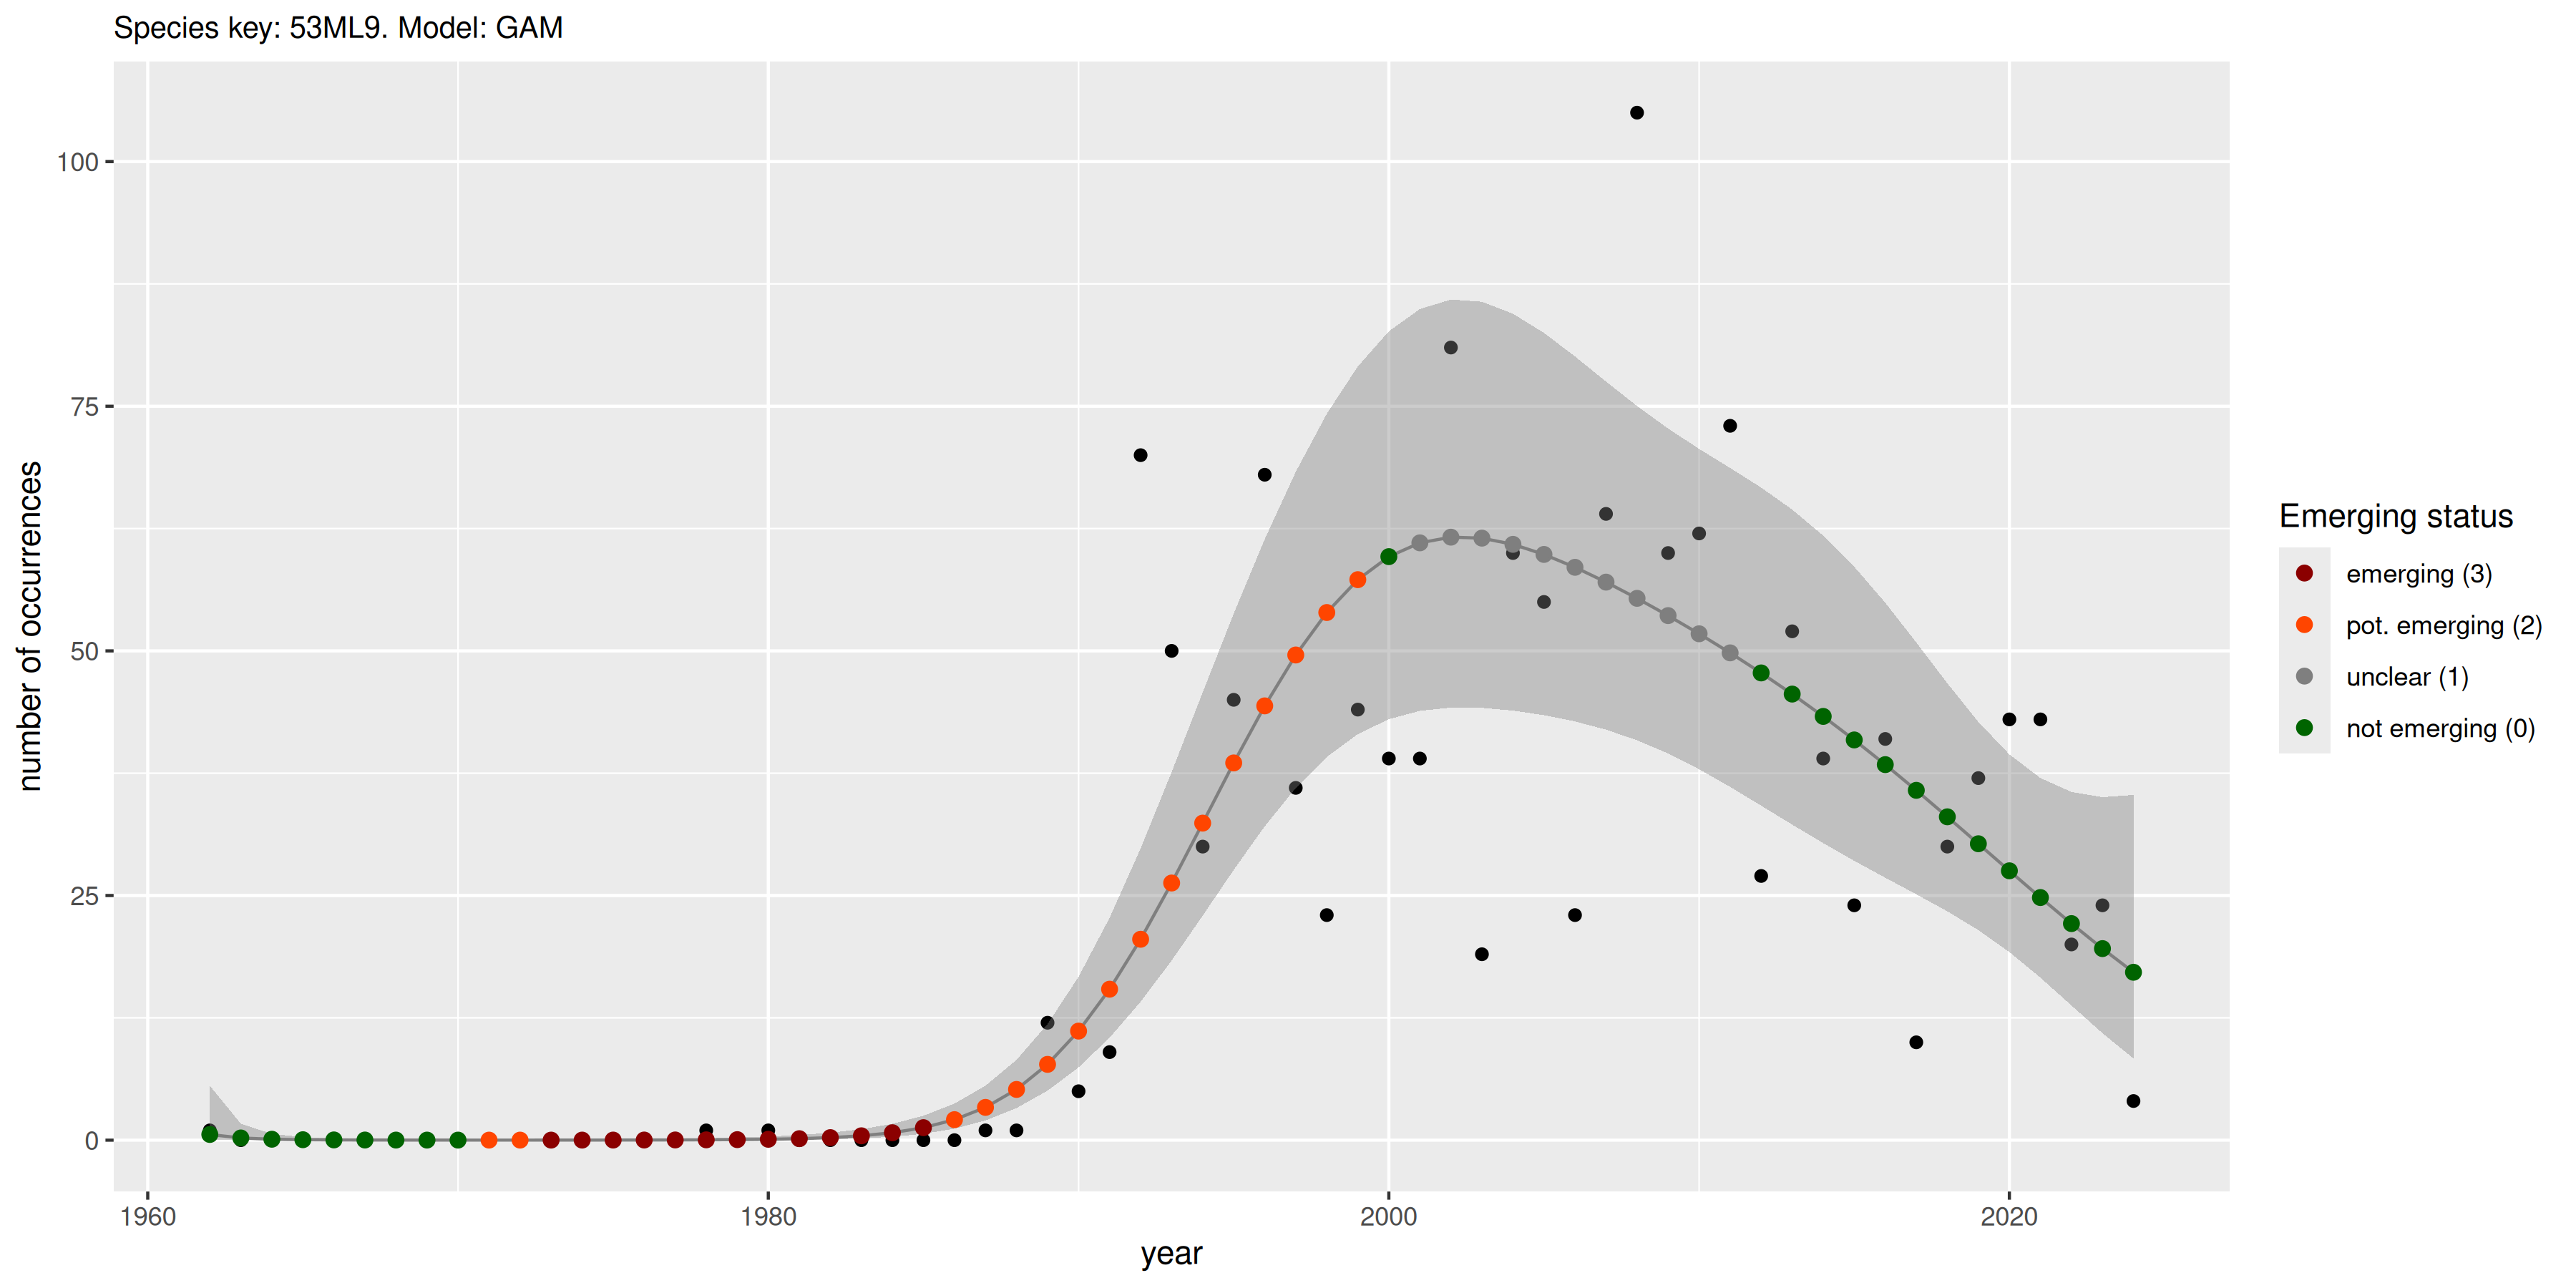 Species key: 53ML9. Model: GAM
100
75
50
25
0
number of occurrences
1960
1980
2000
2020
year
Emerging status
emerging (3)
pot. emerging (2)
unclear (1)
not emerging (0)